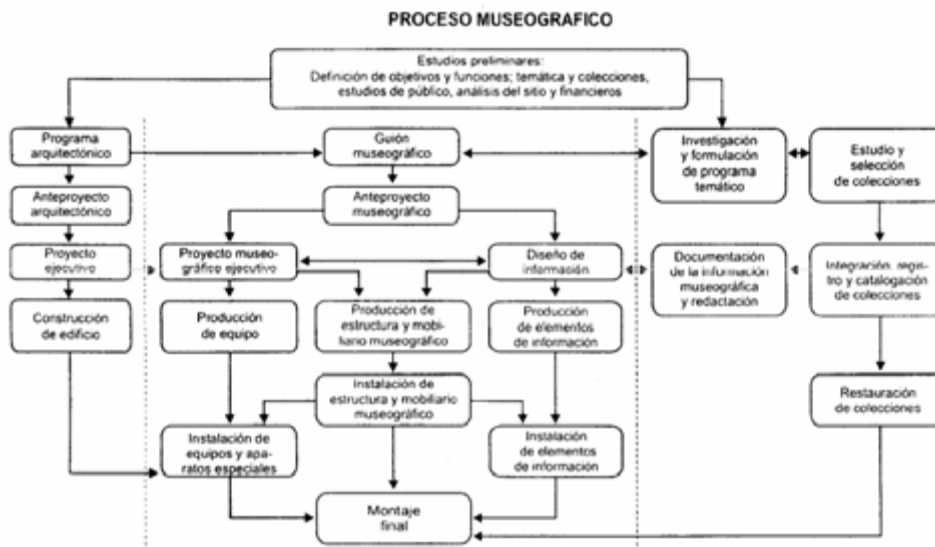 PROCESO MUSEOGRAFICO
Estudios preliminares:
Definición de objetivos y funciones; temática y colecciones,
estudios de público, análisis del sitio y financieros
Programa
arquitectónico
Guión
museográfico
Investigación
y formulación
de programa
temático
Estudio y
selección
de colecciones
Anteproyecto
arquitectónico
Anteproyecto
museográfico
Proyecto
ejecutivo
Proyecto museo-
gráfico ejecutivo
Diseño de
información
Documentación
de la información
museográfica
y redactación
Integración, regis-
tro y catalogación
de colecciones
Construcción
de edificio
Producción
de equipo
Producción de
estructura y mobi-
liario museográfico
Producción
de elementos
de información
Instalación de
estructura y mobiliario
museográfico
Restauración
de colecciones
Instalación de
equipos y apa-
ratos especiales
Instalación
de elementos
de información
Montaje
final